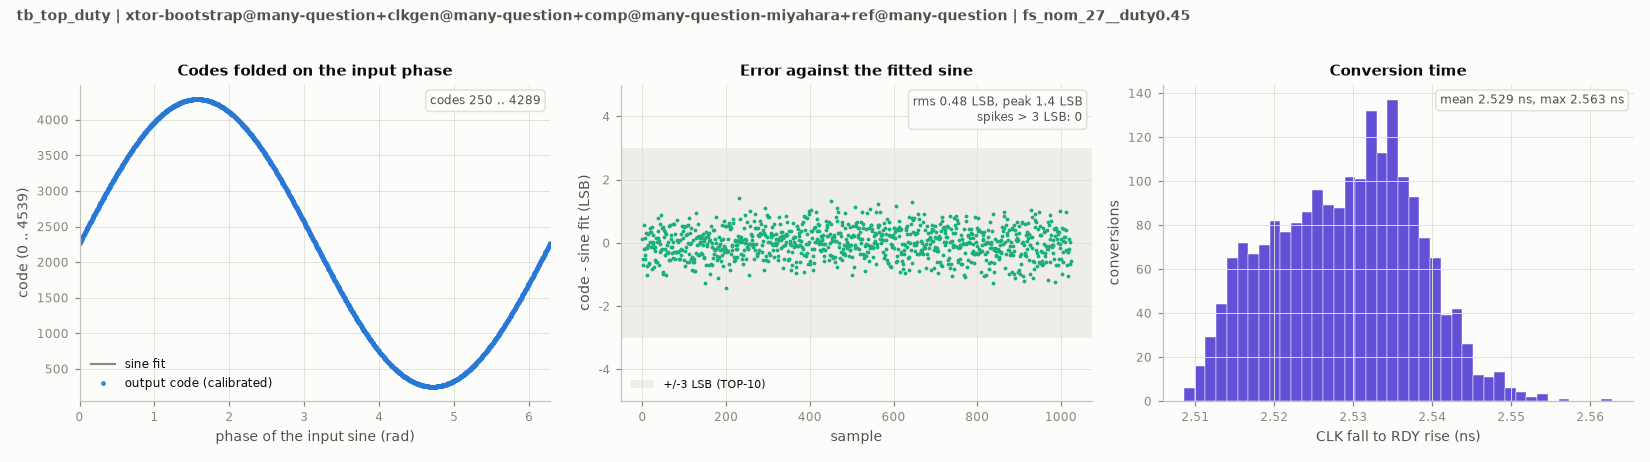 tb_top_duty | xtor-bootstrap@many-question+clkgen@many-question+comp@many-question-miyahara+ref@many-question | fs_nom_27__duty0.45
Codes folded on the input phase
codes 250 .. 4289
code (0 .. 4539)
4000
3500
3000
2500
2000
1500
1000
500
sine fit
output code (calibrated)
0 1 2 3 4 5 6
phase of the input sine (rad)
Error against the fitted sine
rms 0.48 LSB, peak 1.4 LSB
spikes > 3 LSB: 0
code - sine fit (LSB)
4
2
0
-2
-4
+/-3 LSB (TOP-10)
0 200 400 600 800 1000
sample
Conversion time
mean 2.529 ns, max 2.563 ns
conversions
140
120
100
80
60
40
20
0
2.51 2.52 2.53 2.54 2.55 2.56
CLK fall to RDY rise (ns)